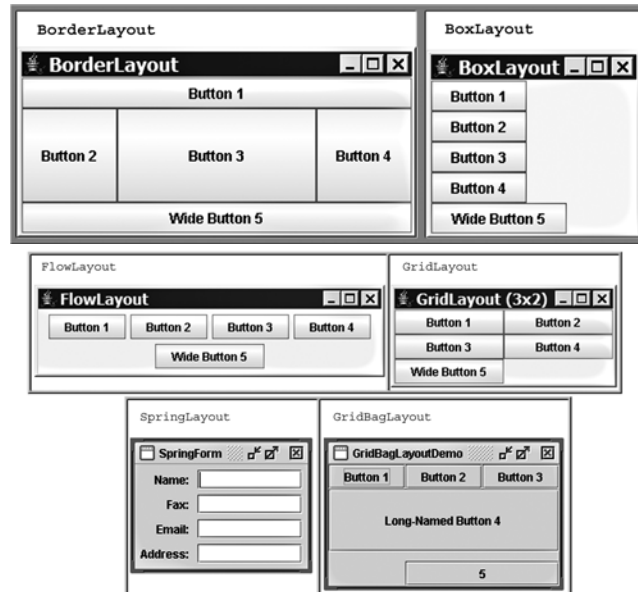 BorderLayout
BorderLayout
Button 1
Button 2 Button 3 Button 4
Wide Button 5
BoxLayout
BoxLayout
Button 1
Button 2
Button 3
Button 4
Wide Button 5
FlowLayout
FlowLayout
Button 1 Button 2 Button 3 Button 4
Wide Button 5
GridLayout
GridLayout (3x2)
Button 1 Button 2
Button 3 Button 4
Wide Button 5
SpringLayout
SpringForm
Name:
Fax:
Email:
Address:
GridBagLayout
GridBagLayoutDemo
Button 1 Button 2 Button 3
Long-Named Button 4
5